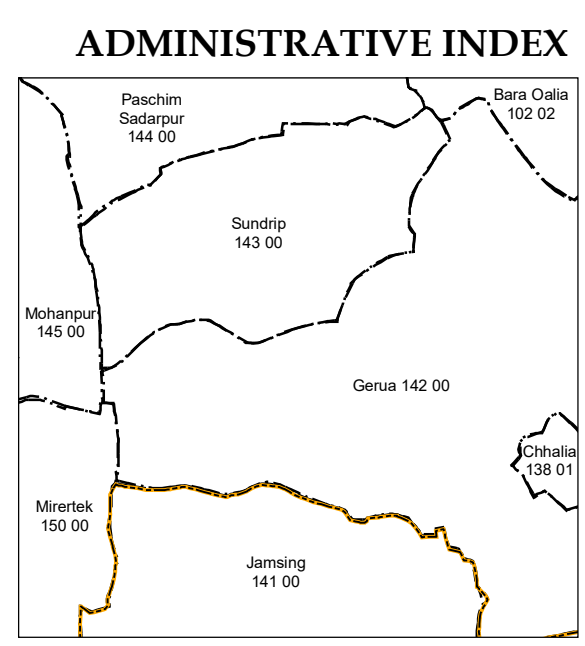 ADMINISTRATIVE INDEX
Paschim
Sadarpur
144 00
Bara Oalia
102 02
Sundrip
143 00
Mohanpur
145 00
Gerua 142 00
Chhalia
138 01
Mirertek
150 00
Jamsing
141 00